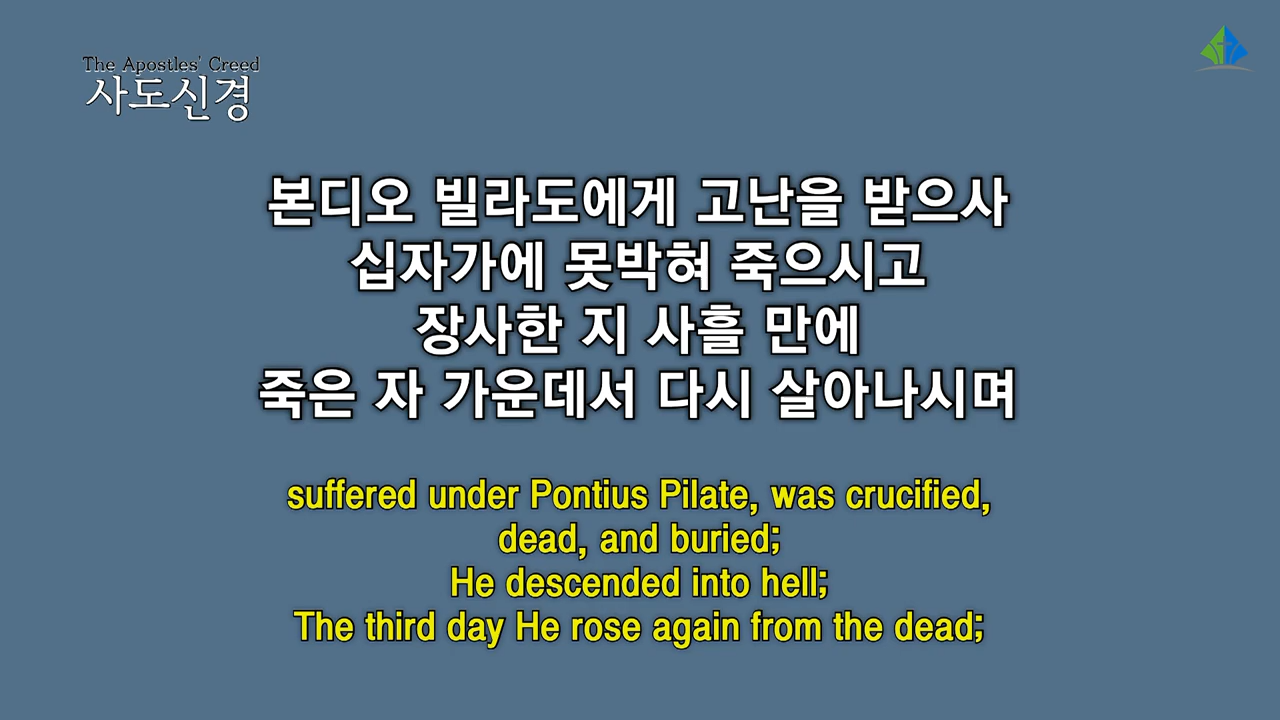 The Apostles' Creed
사도신경
본디오 빌라도에게 고난을 받으사
십자가에 못박혀 죽으시고
장사한 지 사흘 만에
죽은 자 가운데서 다시 살아나시며
suffered under Pontius Pilate, was crucified,
dead, and buried;
He descended into hell;
The third day He rose again from the dead;